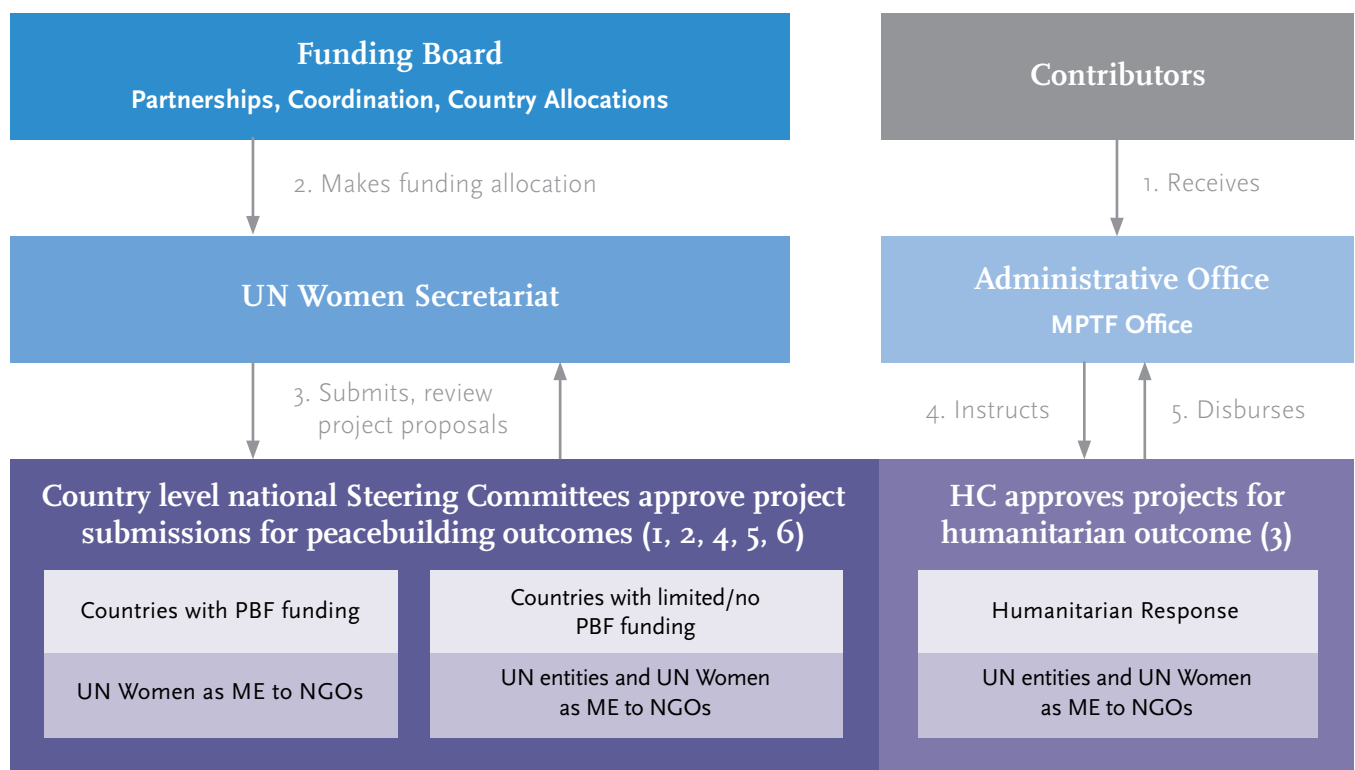 Funding Board
Partnerships, Coordination, Country Allocations
Contributors
2. Makes funding allocation
1. Receives
UN Women Secretariat
Administrative Office
MPTF Office
3. Submits, review
project proposals
4. Instructs
5. Disburses
Country level national Steering Committees approve project
submissions for peacebuilding outcomes (1, 2, 4, 5, 6)
HC approves projects for
humanitarian outcome (3)
Countries with PBF funding
UN Women as ME to NGOs
Countries with limited/no
PBF funding
UN entities and UN Women
as ME to NGOs
Humanitarian Response
UN entities and UN Women
as ME to NGOs